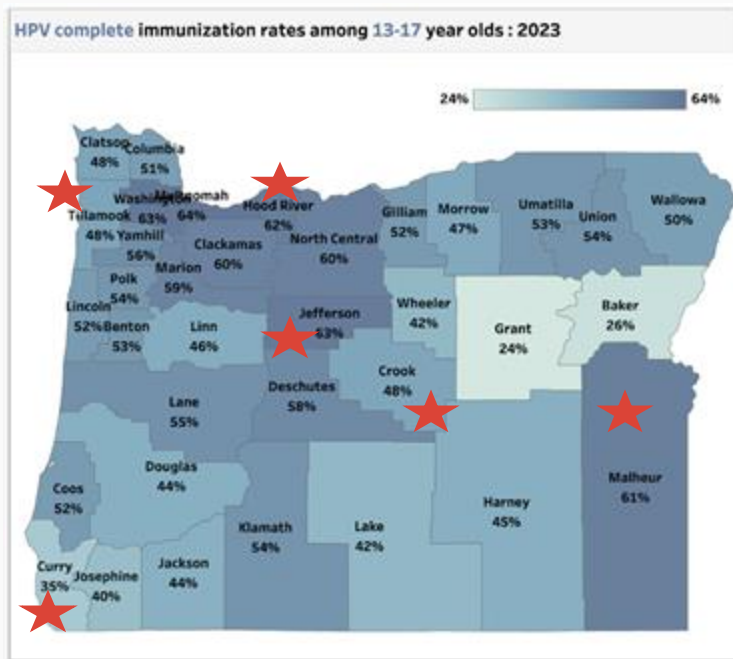 HPV complete immunization rates among 13-17 year olds : 2023
24% 64%
Clatsop
48%
Columbia
51%
Washington
63%
Multnomah
64%
Hood River
62%
Tillamook
48%
Yamhill
56%
Clackamas
60%
North Central
60%
Gilliam
52%
Morrow
47%
Umatilla
53%
Union
54%
Wallowa
50%
Polk
54%
Marion
59%
Lincoln
52%
Benton
53%
Linn
46%
Jefferson
63%
Wheeler
42%
Grant
24%
Baker
26%
Crook
48%
Deschutes
58%
Lane
55%
Douglas
44%
Coos
52%
Klamath
54%
Lake
42%
Harney
45%
Malheur
61%
Curry
35%
Josephine
40%
Jackson
44%